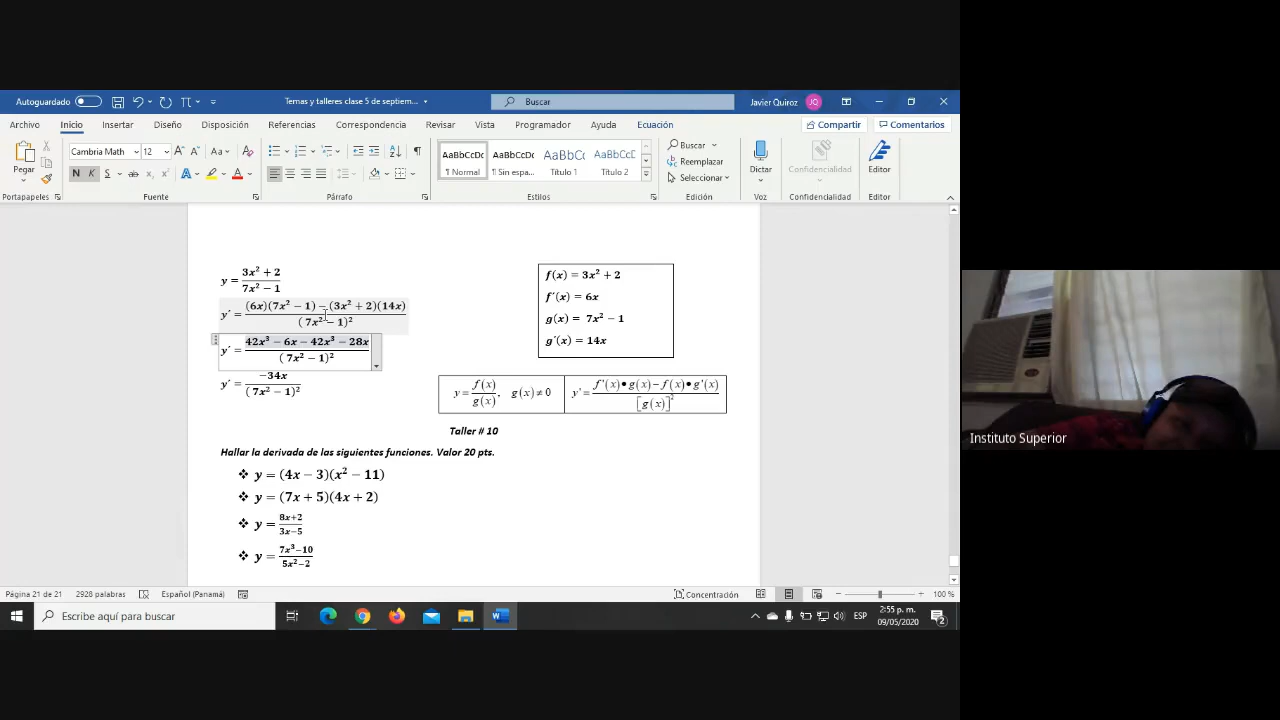 Autoguardado
Temas y talleres clase 5 de septiem...
Buscar
Javier Quiroz JQ
Archivo Inicio Insertar Diseño Disposición Referencias Correspondencia Revisar Vista Programador Ayuda Ecuación
Compartir Comentarios
Pegar
Cambria Math 12
N K S
AaBbCcDc AaBbCcDc AaBbCcDc AaBbCcD
¶ Normal ¶ Sin espa... Título 1 Título 2
Buscar
Reemplazar
Seleccionar
Dictar
Confidencialidad
Editor
Portapapeles Fuente Párrafo Estilos Edición Voz Confidencialidad Editor
y = (3x² + 2)/(7x² − 1)
y´ = ((6x)(7x² − 1) − (3x² + 2)(14x))/(7x² − 1)²
y´ = (42x³ − 6x − 42x³ − 28x)/(7x² − 1)²
y´ = −34x/(7x² − 1)²
f(x) = 3x² + 2
f´(x) = 6x
g(x) = 7x² − 1
g´(x) = 14x
y = f(x)/g(x), g(x) ≠ 0
y' = (f'(x)•g(x) − f(x)•g'(x))/[g(x)]²
Taller # 10
Hallar la derivada de las siguientes funciones. Valor 20 pts.
❖ y = (4x − 3)(x² − 11)
❖ y = (7x + 5)(4x + 2)
❖ y = (8x+2)/(3x−5)
❖ y = (7x³−10)/(5x²−2)
Página 21 de 21 2928 palabras Español (Panamá) Concentración 100 %
Escribe aquí para buscar
ESP
2:55 p. m.
09/05/2020
2
Instituto Superior